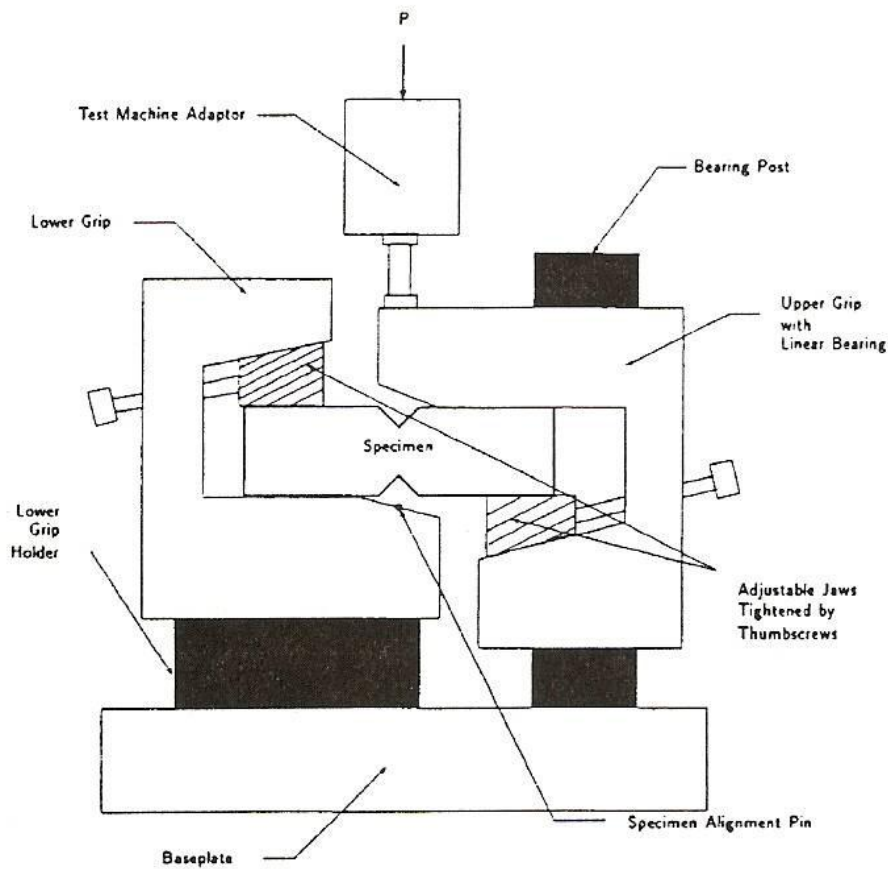 P
Test Machine Adaptor
Bearing Post
Lower Grip
Upper Grip
with
Linear Bearing
Specimen
Lower
Grip
Holder
Adjustable Jaws
Tightened by
Thumbscrews
Specimen Alignment Pin
Baseplate